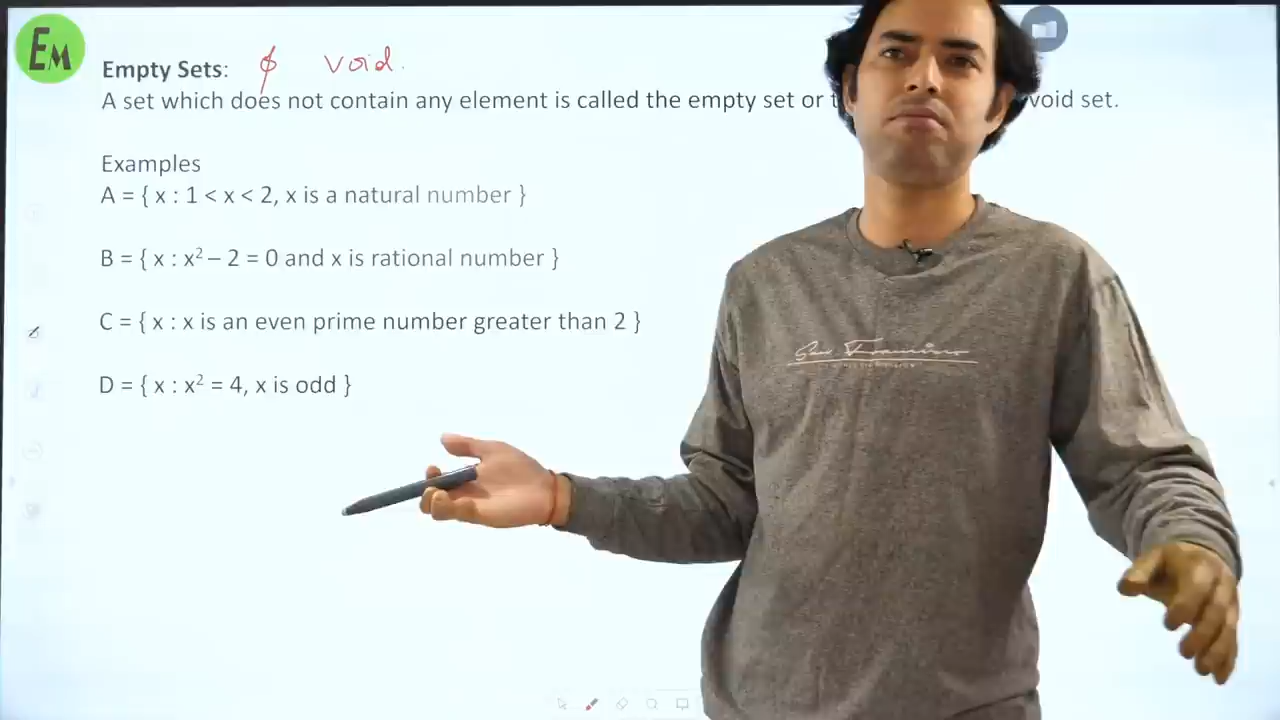 EM
Empty Sets: ϕ void.
A set which does not contain any element is called the empty set or void set.
Examples
A = { x : 1 < x < 2, x is a natural number }
B = { x : x² – 2 = 0 and x is rational number }
C = { x : x is an even prime number greater than 2 }
D = { x : x² = 4, x is odd }
San Francisco